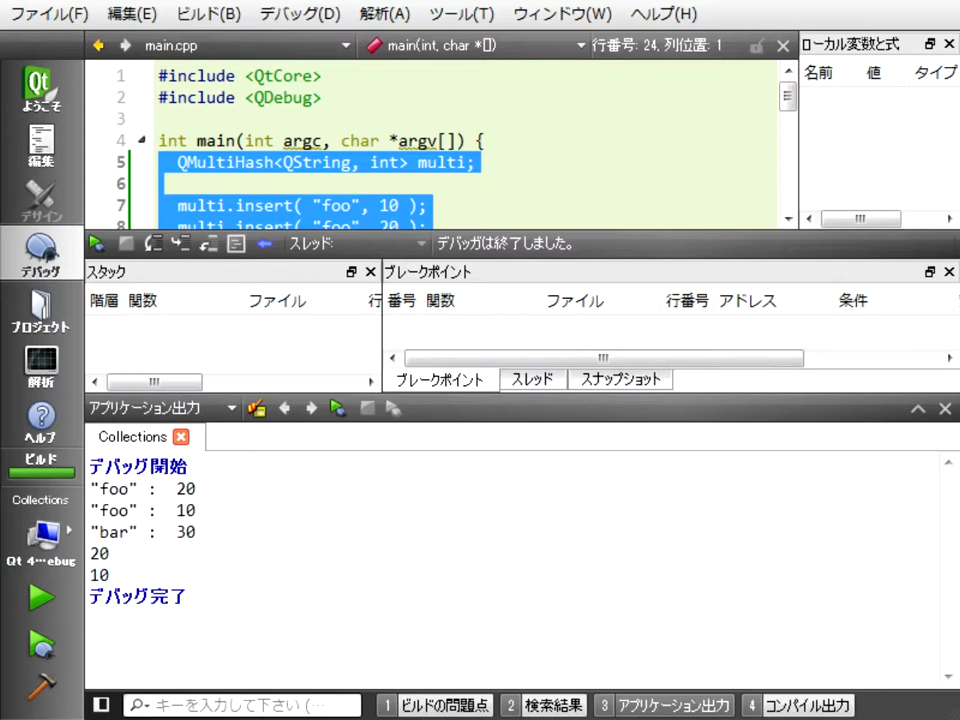 ファイル(F) 編集(E) ビルド(B) デバッグ(D) 解析(A) ツール(T) ウィンドウ(W) ヘルプ(H)
main.cpp main(int, char *[]) 行番号: 24, 列位置: 1
ローカル変数と式
名前 値 タイプ
Qt
ようこそ
編集
デザイン
デバッグ
プロジェクト
解析
ヘルプ
ビルド
Collections
Qt 4…ebug
1 #include <QtCore>
2 #include <QDebug>
3
4 int main(int argc, char *argv[]) {
5 QMultiHash<QString, int> multi;
6
7 multi.insert( "foo", 10 );
8 multi.insert( "foo", 20 );
スレッド: デバッガは終了しました。
スタック
階層 関数 ファイル 行
ブレークポイント
番号 関数 ファイル 行番号 アドレス 条件
ブレークポイント スレッド スナップショット
アプリケーション出力
Collections
デバッグ開始
"foo" :  20
"foo" :  10
"bar" :  30
20
10
デバッグ完了
キーを入力して下さい (…
1 ビルドの問題点 2 検索結果 3 アプリケーション出力 4 コンパイル出力